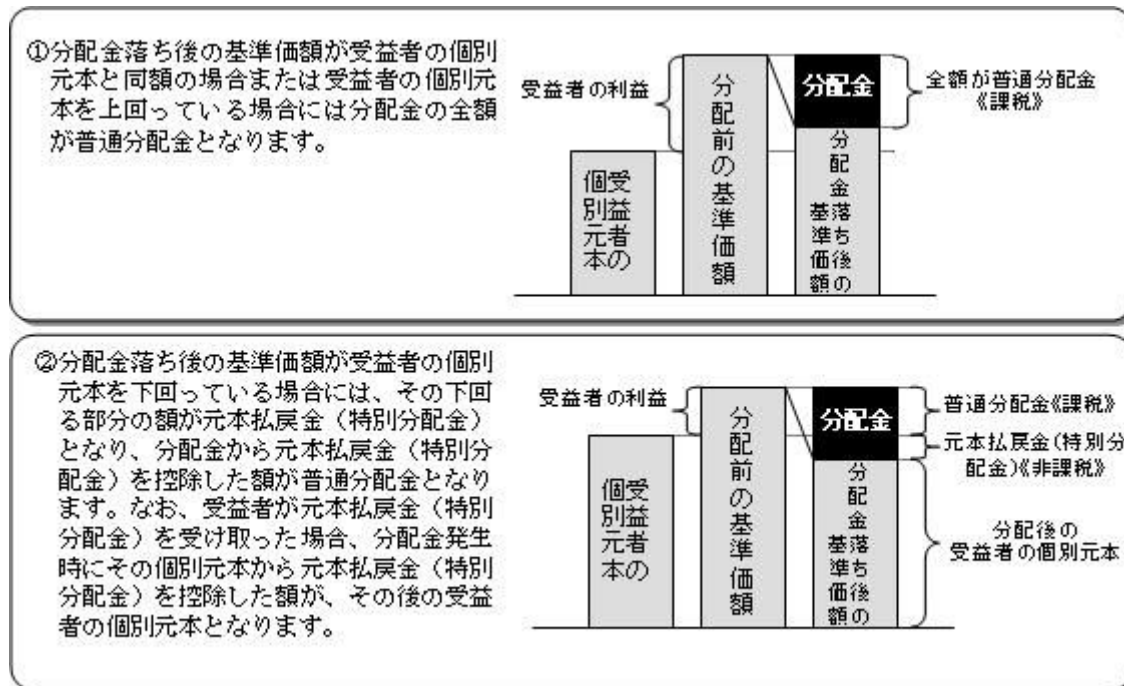 ①分配金落ち後の基準価額が受益者の個別
元本と同額の場合または受益者の個別元
本を上回っている場合には分配金の全額
が普通分配金となります。
受益者の利益
受益者の
個別元本
分配前の基準価額
分配金
分配金落ち後の
基準価額
全額が普通分配金
《課税》
②分配金落ち後の基準価額が受益者の個別
元本を下回っている場合には、その下回
る部分の額が元本払戻金（特別分配金）
となり、分配金から元本払戻金（特別分
配金）を控除した額が普通分配金となり
ます。なお、受益者が元本払戻金（特別
分配金）を受け取った場合、分配金発生
時にその個別元本から元本払戻金（特別
分配金）を控除した額が、その後の受益
者の個別元本となります。
受益者の利益
受益者の
個別元本
分配前の基準価額
分配金
分配金落ち後の
基準価額
普通分配金《課税》
元本払戻金(特別分
配金)《非課税》
分配後の
受益者の個別元本